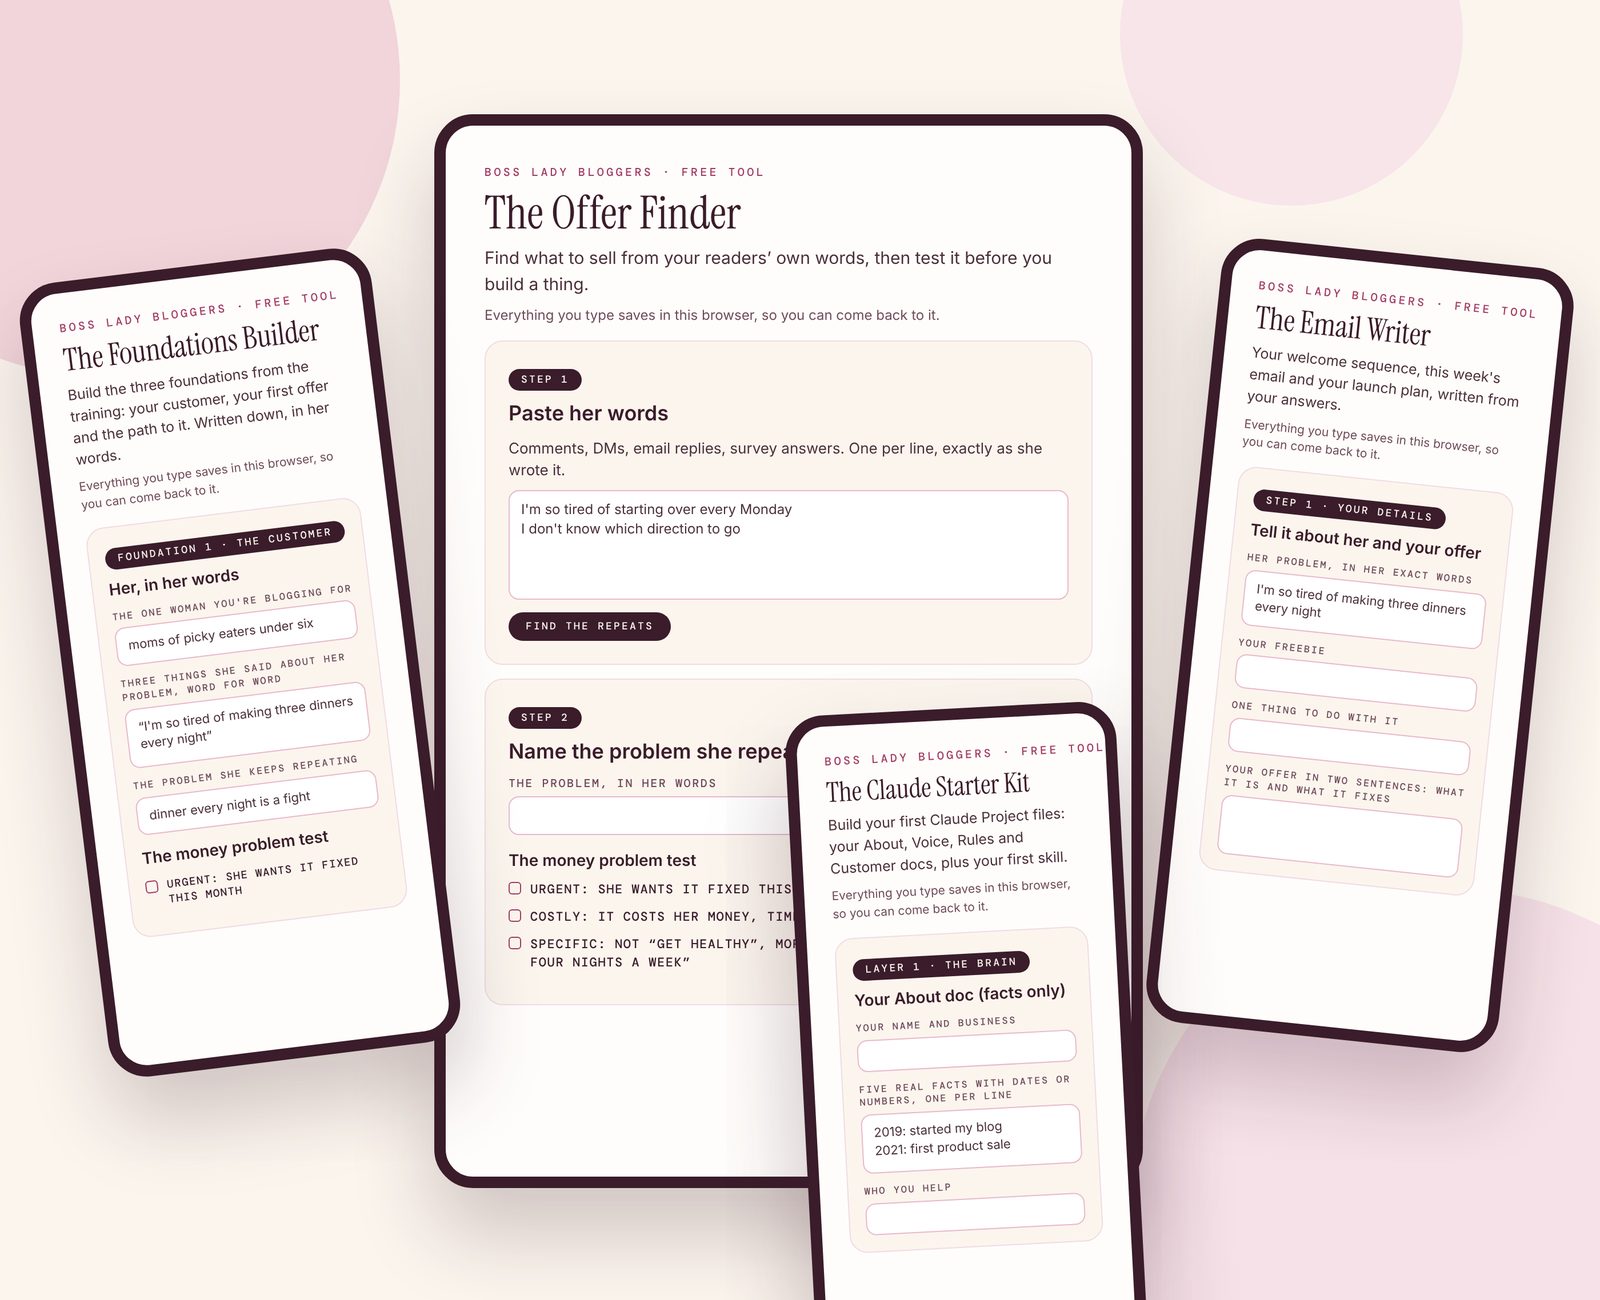 BOSS LADY BLOGGERS · FREE TOOL
The Foundations Builder
Build the three foundations from the
training: your customer, your first offer
and the path to it. Written down, in her
words.
Everything you type saves in this browser, so
you can come back to it.
FOUNDATION 1 · THE CUSTOMER
Her, in her words
THE ONE WOMAN YOU'RE BLOGGING FOR
moms of picky eaters under six
THREE THINGS SHE SAID ABOUT HER
PROBLEM, WORD FOR WORD
“I'm so tired of making three dinners
every night”
THE PROBLEM SHE KEEPS REPEATING
dinner every night is a fight
The money problem test
URGENT: SHE WANTS IT FIXED
THIS MONTH
BOSS LADY BLOGGERS · FREE TOOL
The Offer Finder
Find what to sell from your readers’ own words, then test it before you
build a thing.
Everything you type saves in this browser, so you can come back to it.
STEP 1
Paste her words
Comments, DMs, email replies, survey answers. One per line, exactly as she
wrote it.
I'm so tired of starting over every Monday
I don't know which direction to go
FIND THE REPEATS
STEP 2
Name the problem she
THE PROBLEM, IN HER WORDS
The money problem test
URGENT: SHE WANTS IT FIXED THIS
COSTLY: IT COSTS HER MONEY,
SPECIFIC: NOT “GET HEALTHY”,
FOUR NIGHTS A WEEK”
BOSS LADY BLOGGERS · FREE TOOL
The Claude Starter Kit
Build your first Claude Project files:
your About, Voice, Rules and
Customer docs, plus your first skill.
Everything you type saves in this browser,
so you can come back to it.
LAYER 1 · THE BRAIN
Your About doc (facts only)
YOUR NAME AND BUSINESS
FIVE REAL FACTS WITH DATES OR
NUMBERS, ONE PER LINE
2019: started my blog
2021: first product sale
WHO YOU HELP
BOSS LADY BLOGGERS · FREE TOOL
The Email Writer
Your welcome sequence, this week's
email and your launch plan, written from
your answers.
Everything you type saves in this browser, so
you can come back to it.
STEP 1 · YOUR DETAILS
Tell it about her and your offer
HER PROBLEM, IN HER EXACT WORDS
I'm so tired of making three dinners
every night
YOUR FREEBIE
ONE THING TO DO WITH IT
YOUR OFFER IN TWO SENTENCES: WHAT
IT IS AND WHAT IT FIXES